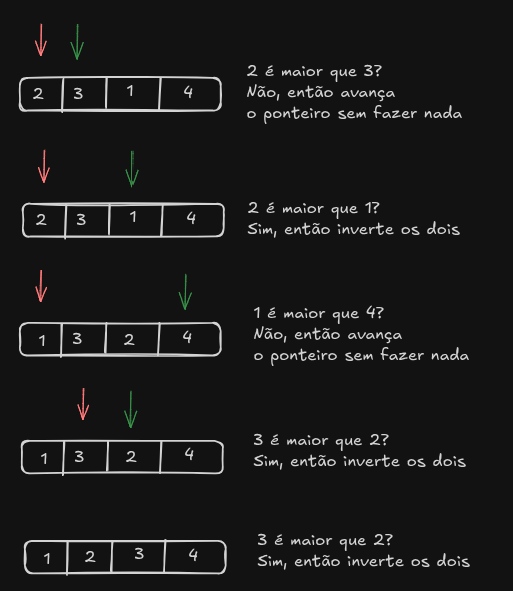 2 3 1 4
2 é maior que 3?
Não, então avança
o ponteiro sem fazer nada
2 3 1 4
2 é maior que 1?
Sim, então inverte os dois
1 3 2 4
1 é maior que 4?
Não, então avança
o ponteiro sem fazer nada
1 3 2 4
3 é maior que 2?
Sim, então inverte os dois
1 2 3 4
3 é maior que 2?
Sim, então inverte os dois